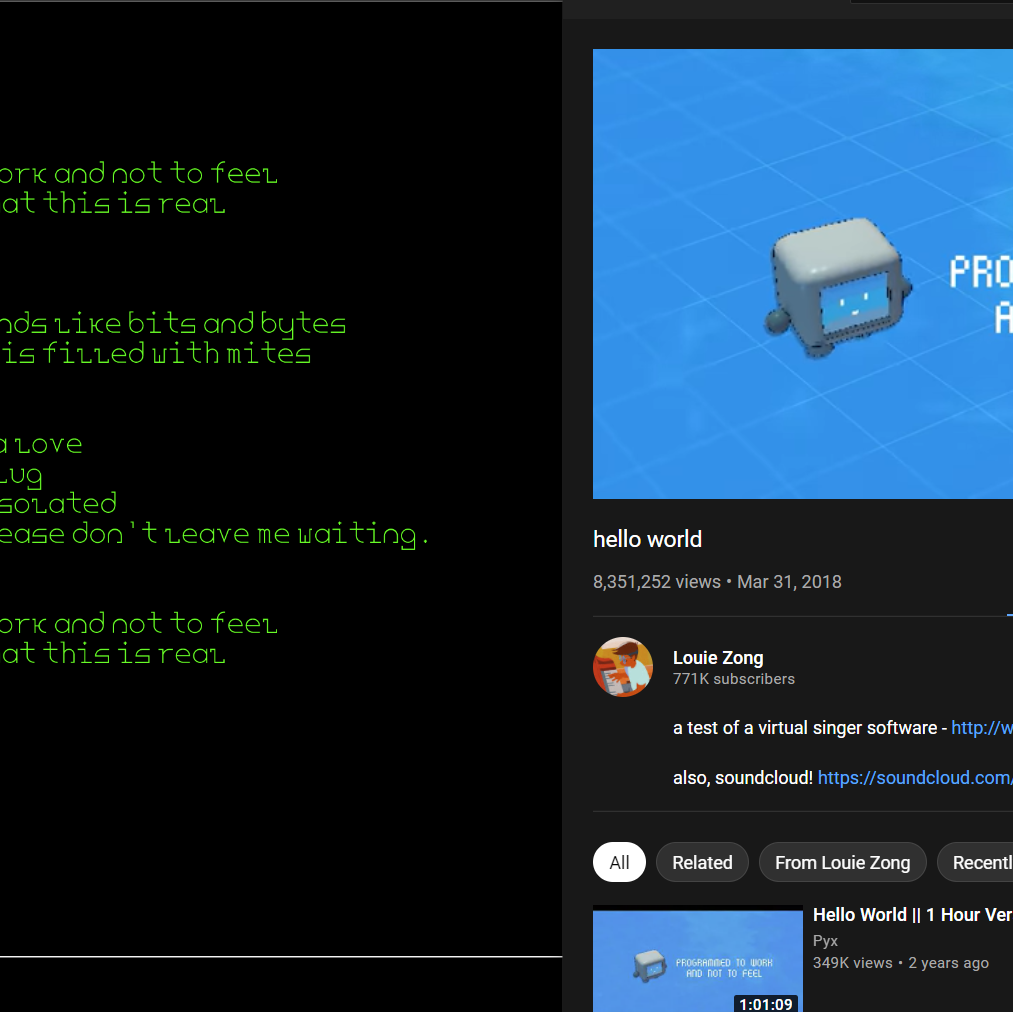 ork and not to feel
at this is real
nds like bits and bytes
is filled with mites
a love
lug
solated
ease don't leave me waiting.
ork and not to feel
at this is real
PRO
A
hello world
8,351,252 views • Mar 31, 2018
Louie Zong
771K subscribers
a test of a virtual singer software - http://w
also, soundcloud! https://soundcloud.com/
All Related From Louie Zong Recentl
PROGRAMMED TO WORK
AND NOT TO FEEL
1:01:09
Hello World || 1 Hour Ver
Pyx
349K views • 2 years ago